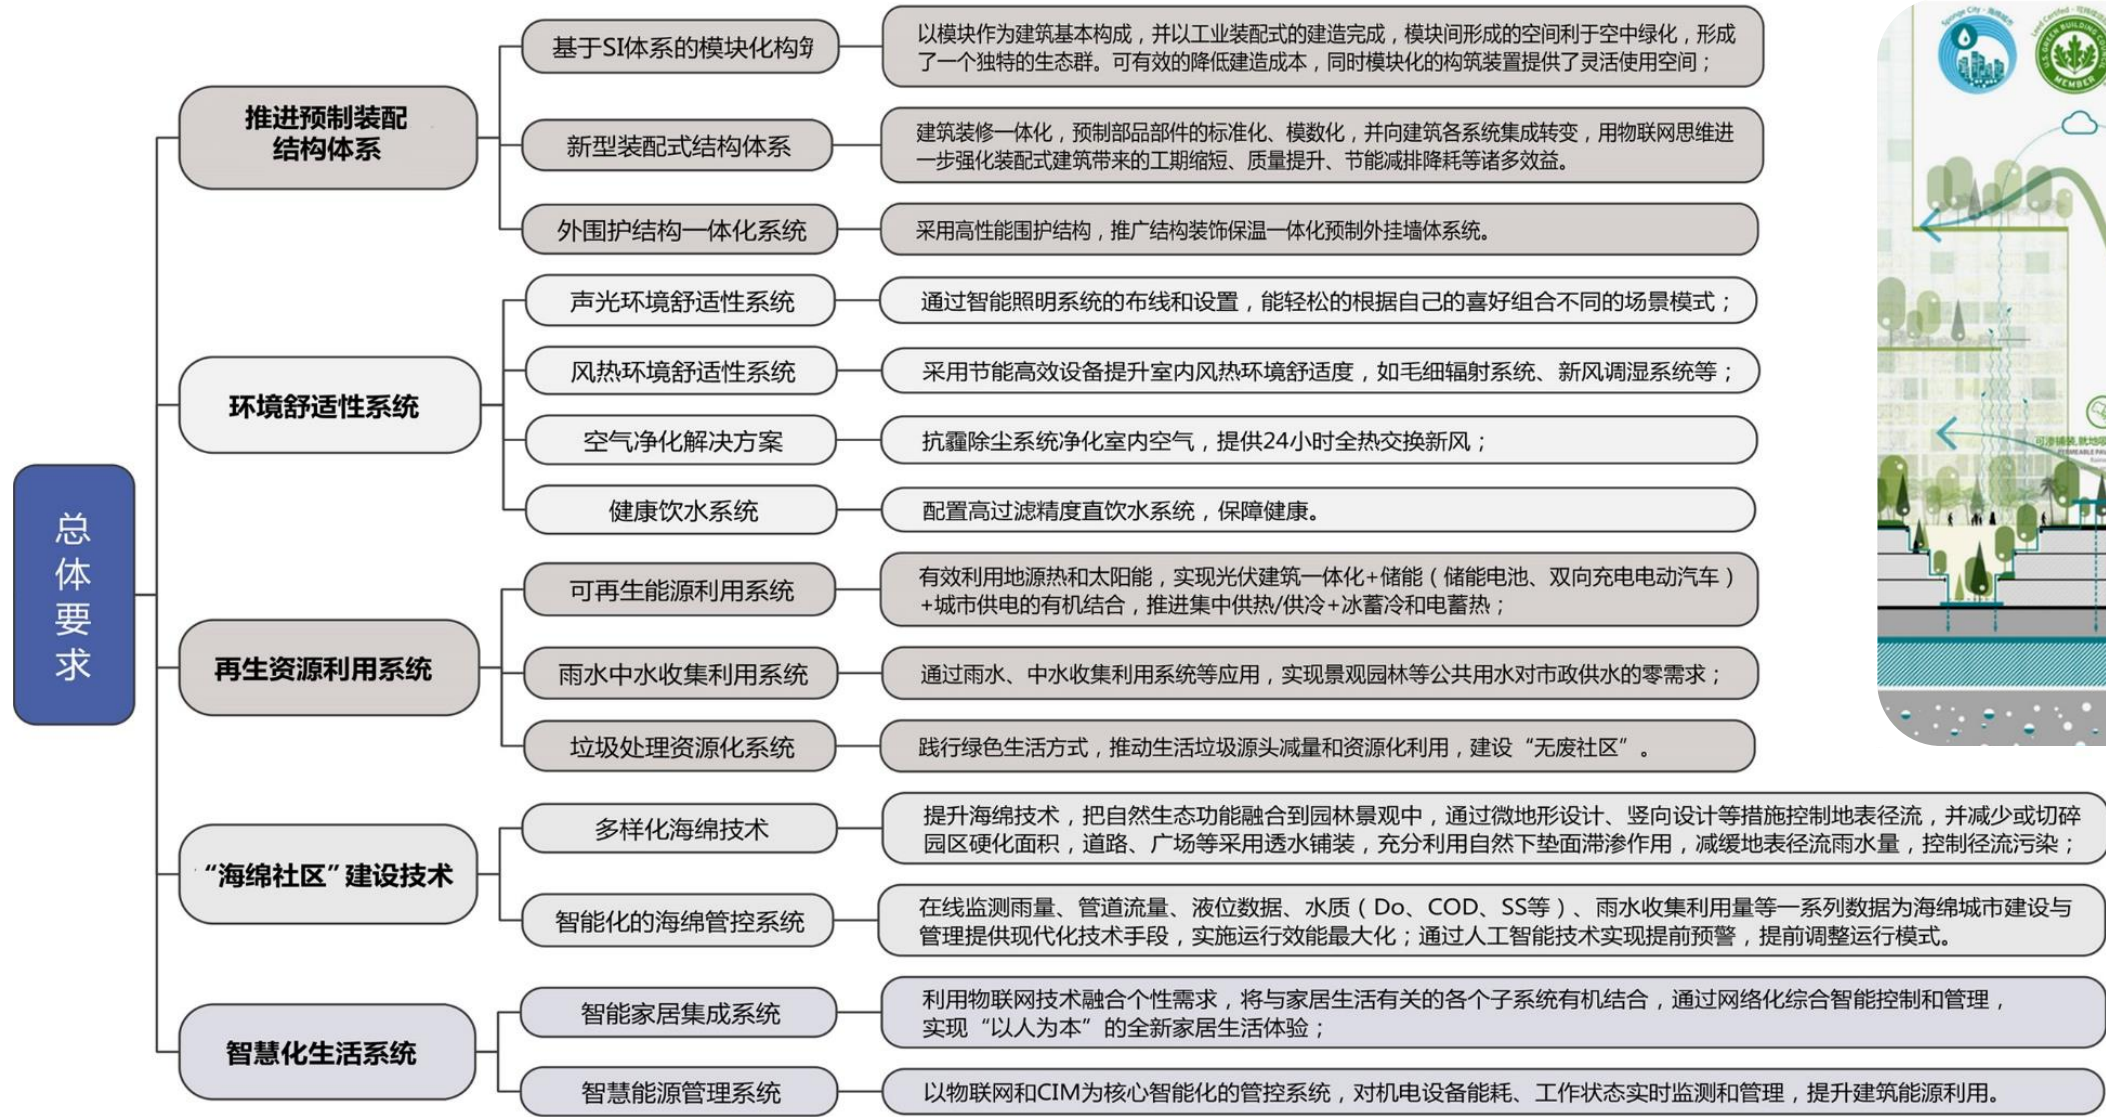 总体要求
推进预制装配
结构体系
基于SI体系的模块化构筑
以模块作为建筑基本构成，并以工业装配式的建造完成，模块间形成的空间利于空中绿化，形成
了一个独特的生态群。可有效的降低建造成本，同时模块化的构筑装置提供了灵活使用空间；
新型装配式结构体系
建筑装修一体化，预制部品部件的标准化、模数化，并向建筑各系统集成转变，用物联网思维进
一步强化装配式建筑带来的工期缩短、质量提升、节能减排降耗等诸多效益。
外围护结构一体化系统
采用高性能围护结构，推广结构装饰保温一体化预制外挂墙体系统。
环境舒适性系统
声光环境舒适性系统
通过智能照明系统的布线和设置，能轻松的根据自己的喜好组合不同的场景模式；
风热环境舒适性系统
采用节能高效设备提升室内风热环境舒适度，如毛细辐射系统、新风调湿系统等；
空气净化解决方案
抗霾除尘系统净化室内空气，提供24小时全热交换新风；
健康饮水系统
配置高过滤精度直饮水系统，保障健康。
再生资源利用系统
可再生能源利用系统
有效利用地源热和太阳能，实现光伏建筑一体化+储能（储能电池、双向充电电动汽车）
+城市供电的有机结合，推进集中供热/供冷+冰蓄冷和电蓄热；
雨水中水收集利用系统
通过雨水、中水收集利用系统等应用，实现景观园林等公共用水对市政供水的零需求；
垃圾处理资源化系统
践行绿色生活方式，推动生活垃圾源头减量和资源化利用，建设“无废社区”。
“海绵社区”建设技术
多样化海绵技术
提升海绵技术，把自然生态功能融合到园林景观中，通过微地形设计、竖向设计等措施控制地表径流，并减少或切碎
园区硬化面积，道路、广场等采用透水铺装，充分利用自然下垫面滞渗作用，减缓地表径流雨水量，控制径流污染；
智能化的海绵管控系统
在线监测雨量、管道流量、液位数据、水质（Do、COD、SS等）、雨水收集利用量等一系列数据为海绵城市建设与
管理提供现代化技术手段，实施运行效能最大化；通过人工智能技术实现提前预警，提前调整运行模式。
智慧化生活系统
智能家居集成系统
利用物联网技术融合个性需求，将与家居生活有关的各个子系统有机结合，通过网络化综合智能控制和管理，
实现“以人为本”的全新家居生活体验；
智慧能源管理系统
以物联网和CIM为核心智能化的管控系统，对机电设备能耗、工作状态实时监测和管理，提升建筑能源利用。
Sponge City
U.S. GREEN BUILDING COUNCIL
MEMBER
可渗铺装,就地吸